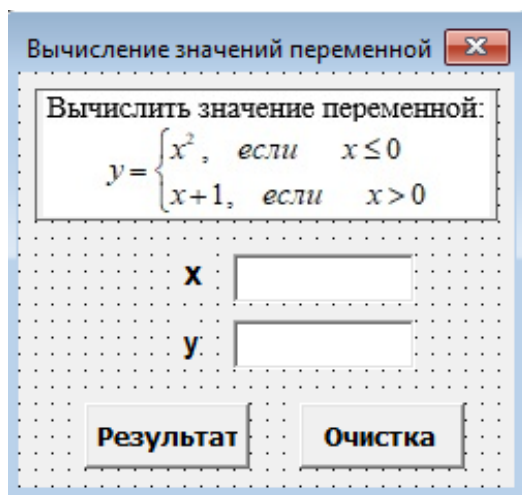 Вычисление значений переменной
Вычислить значение переменной:
y = { x², если x ≤ 0
x+1, если x > 0
x
y
Результат Очистка